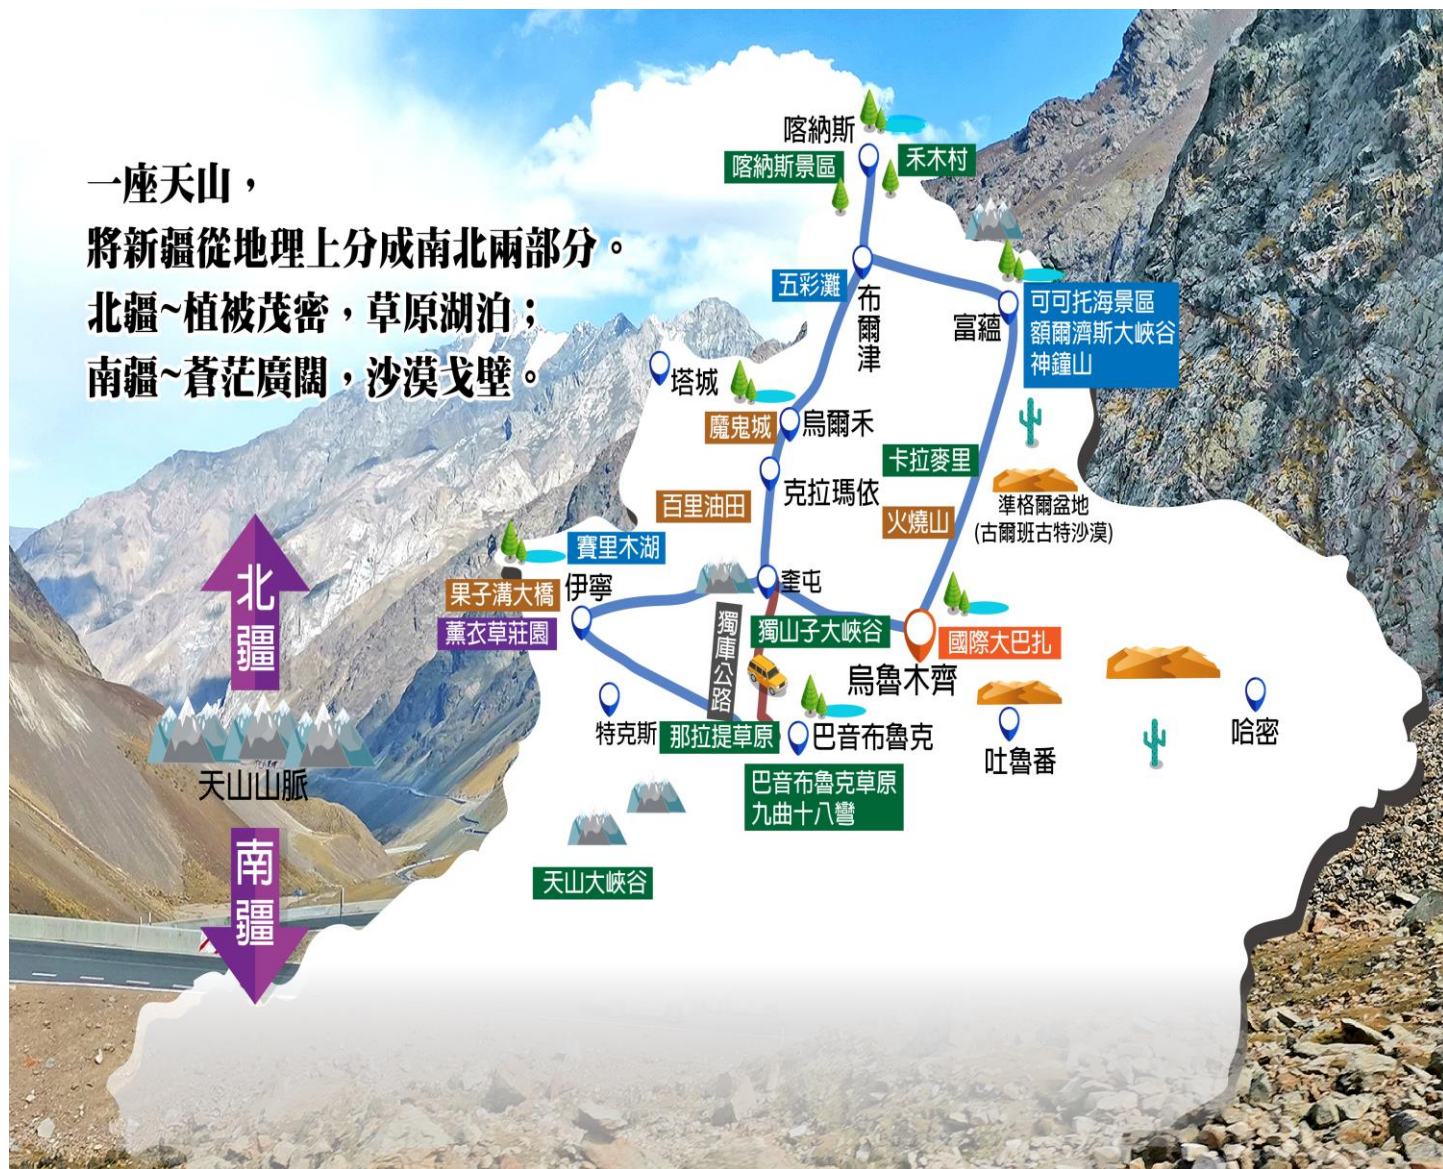 一座天山，
將新疆從地理上分成南北兩部分。
北疆~植被茂密，草原湖泊；
南疆~蒼茫廣闊，沙漠戈壁。
喀納斯
喀納斯景區
禾木村
五彩灘
布爾津
富蘊
可可托海景區
額爾濟斯大峽谷
神鐘山
塔城
魔鬼城
烏爾禾
克拉瑪依
百里油田
卡拉麥里
火燒山
準格爾盆地
(古爾班古特沙漠)
賽里木湖
果子溝大橋
伊寧
薰衣草莊園
奎屯
獨庫公路
獨山子大峽谷
國際大巴扎
烏魯木齊
特克斯
那拉提草原
巴音布魯克
巴音布魯克草原
九曲十八彎
吐魯番
哈密
天山大峽谷
北疆
天山山脈
南疆